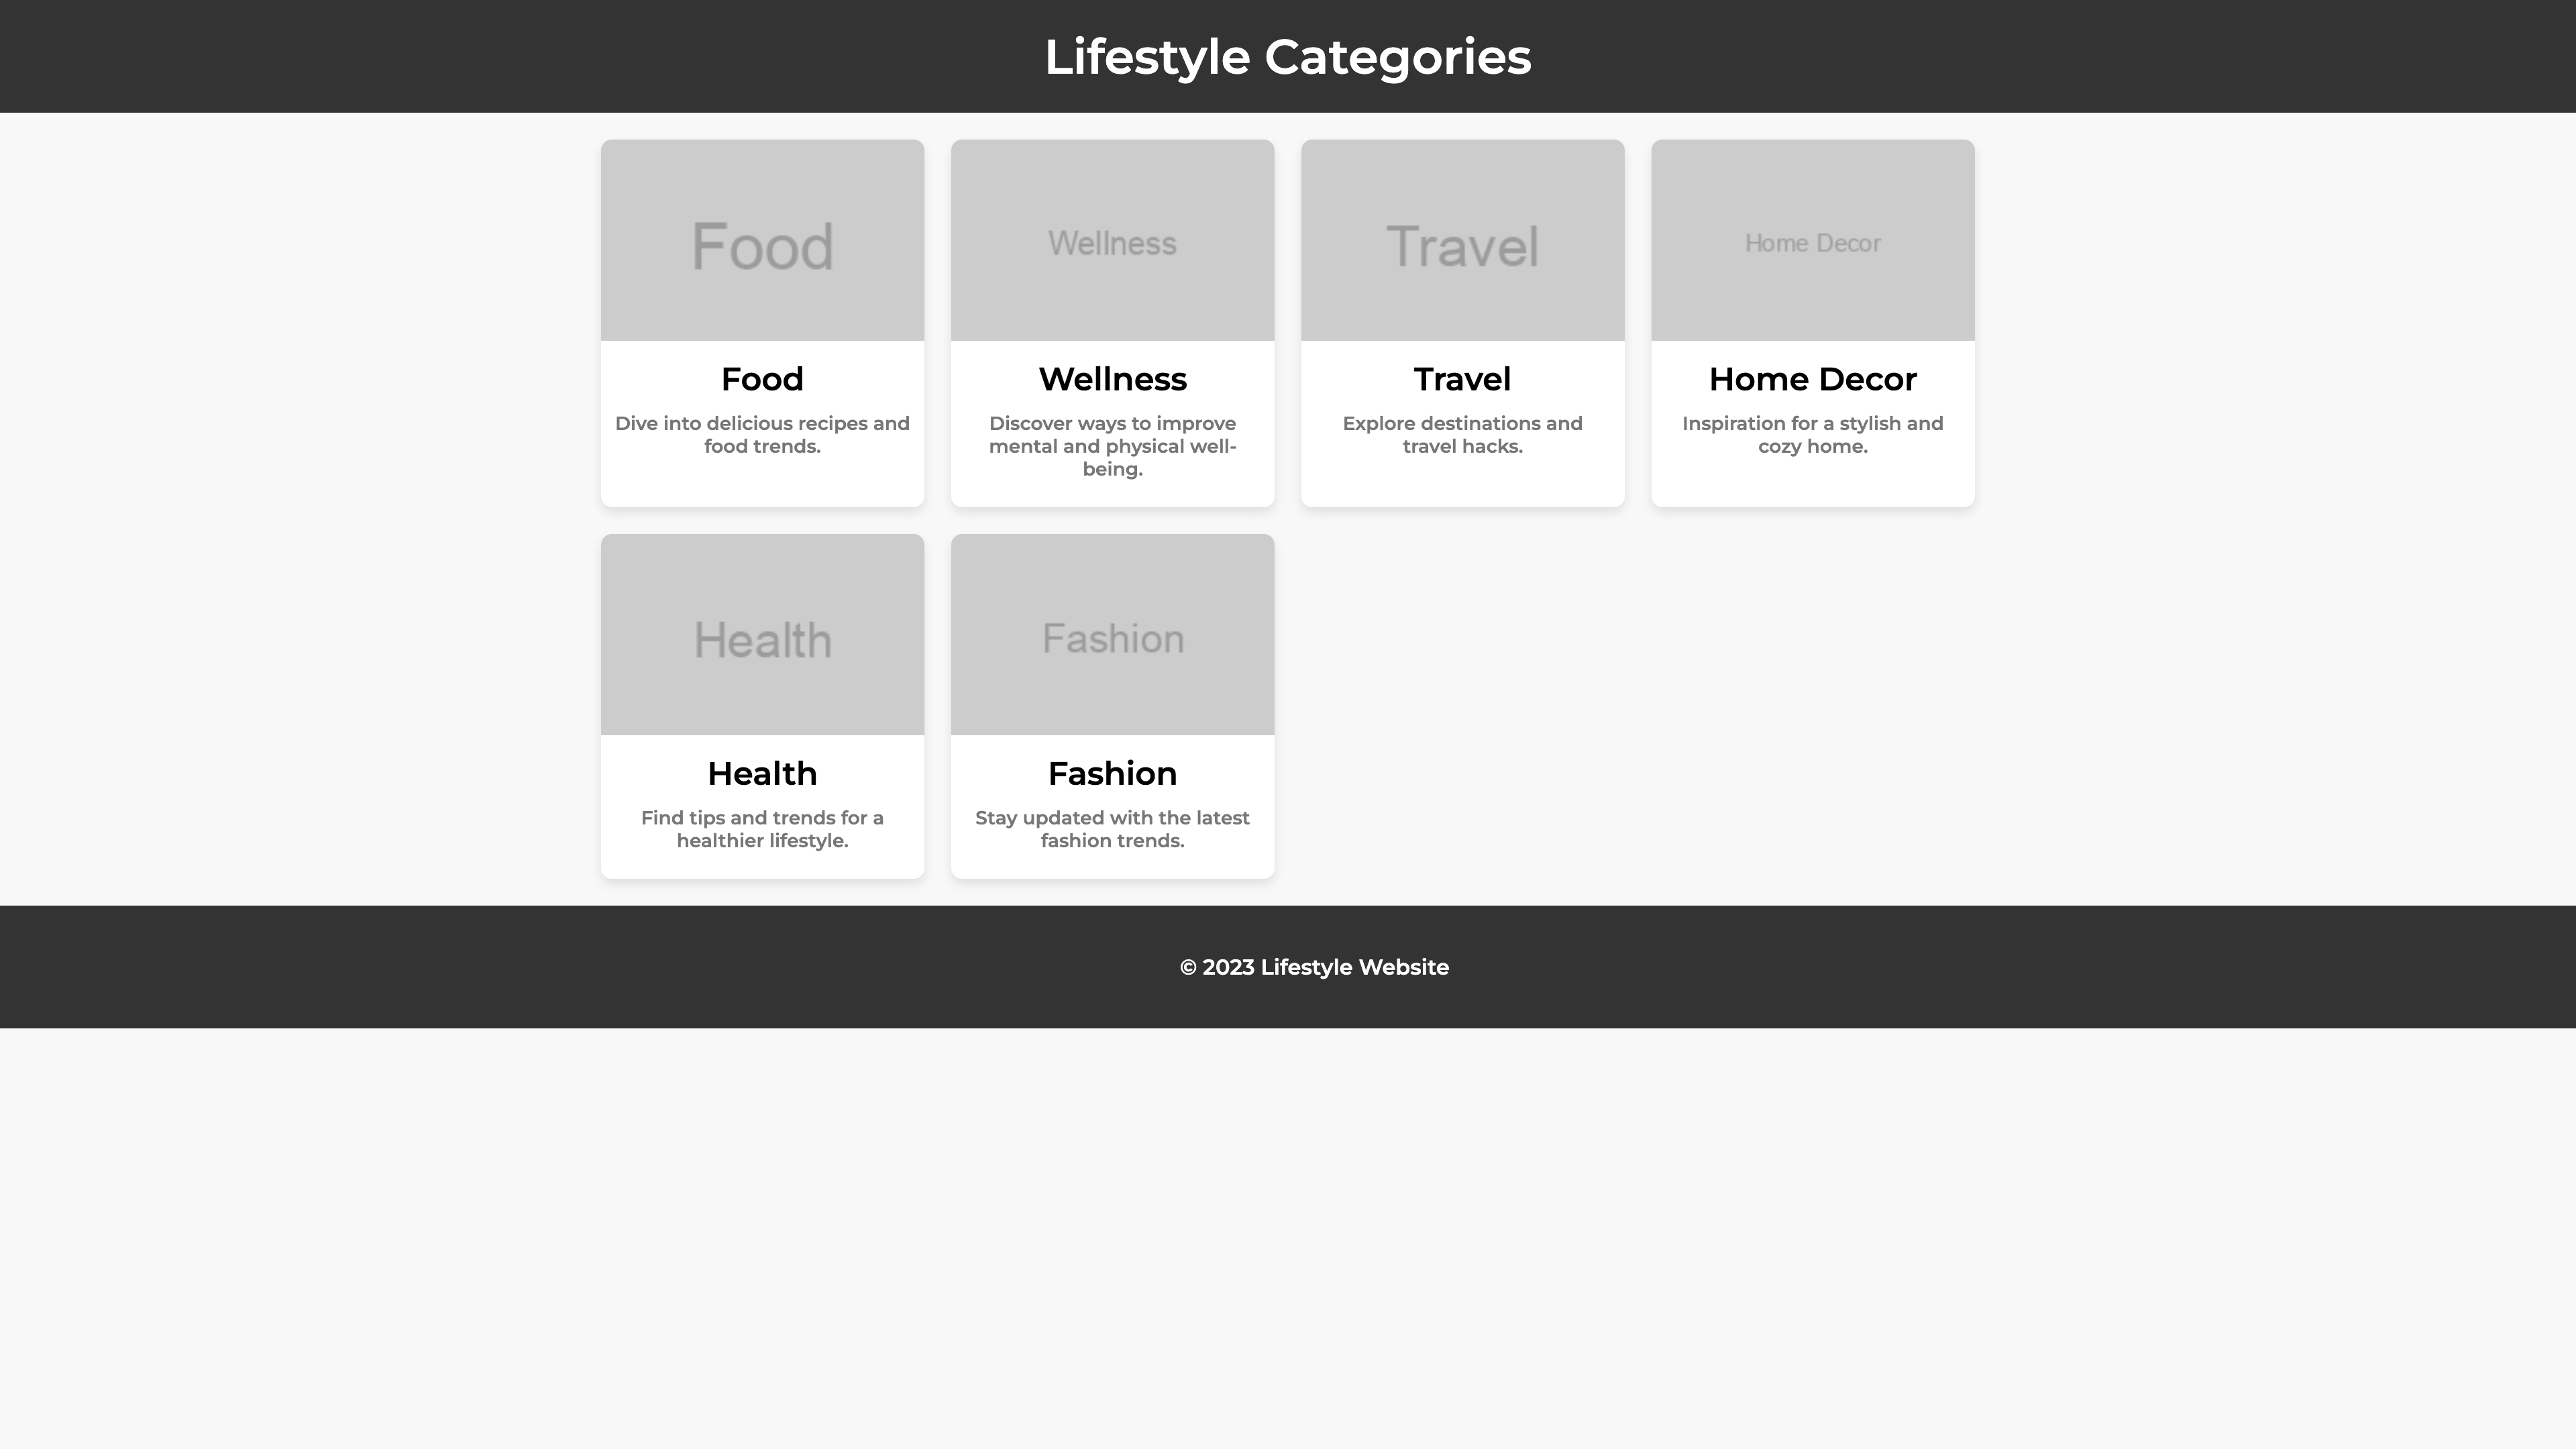 Lifestyle Categories
Food
Wellness
Travel
Home Decor
Food
Dive into delicious recipes and
food trends.
Wellness
Discover ways to improve
mental and physical well-
being.
Travel
Explore destinations and
travel hacks.
Home Decor
Inspiration for a stylish and
cozy home.
Health
Fashion
Health
Find tips and trends for a
healthier lifestyle.
Fashion
Stay updated with the latest
fashion trends.
© 2023 Lifestyle Website